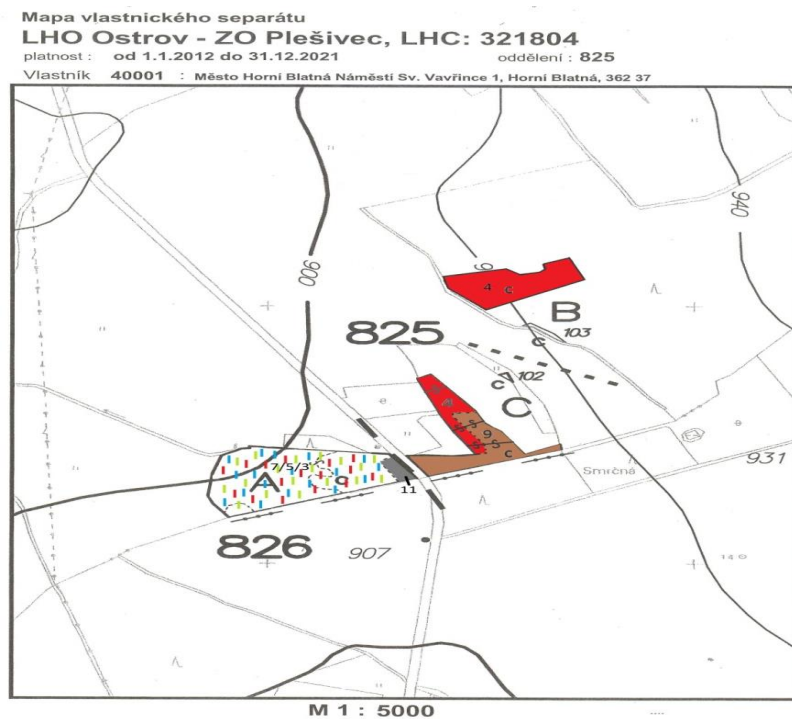 Mapa vlastnického separátu
LHO Ostrov - ZO Plešivec, LHC: 321804
platnost : od 1.1.2012 do 31.12.2021 oddělení : 825
Vlastník 40001 : Město Horní Blatná Náměstí Sv. Vavřince 1, Horní Blatná, 362 37
940
900
9
4 c
B
825
103
c
102
c
C
9
c
931
Smrčná
7/5/3
A
c
11
826
907
M 1 : 5000